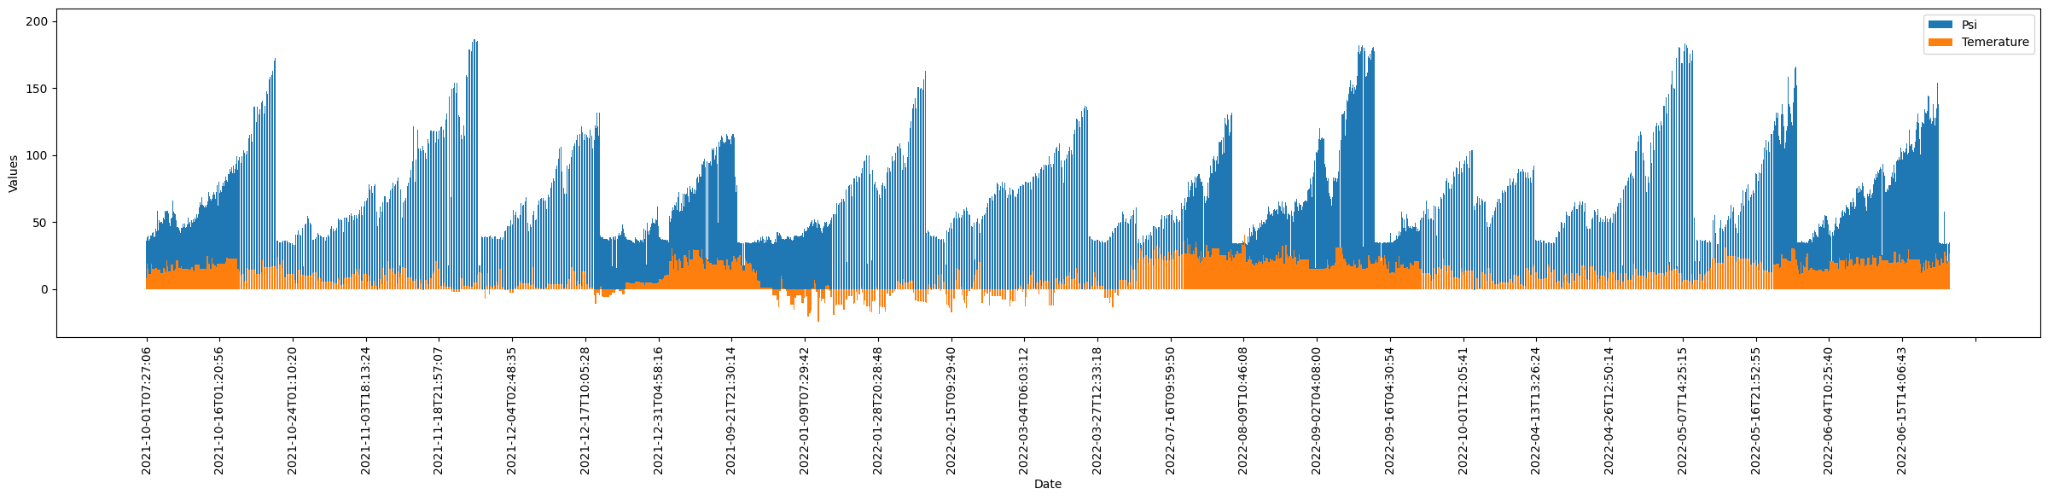 200
150
100
50
0
Values
Psi
Temerature
2021-10-01T07:27:06
2021-10-16T01:20:56
2021-10-24T01:10:20
2021-11-03T18:13:24
2021-11-18T21:57:07
2021-12-04T02:48:35
2021-12-17T10:05:28
2021-12-31T04:58:16
2021-09-21T21:30:14
2022-01-09T07:29:42
2022-01-28T20:28:48
2022-02-15T09:29:40
2022-03-04T06:03:12
2022-03-27T12:33:18
2022-07-16T09:59:50
2022-08-09T10:46:08
2022-09-02T04:08:00
2022-09-16T04:30:54
2022-10-01T12:05:41
2022-04-13T13:26:24
2022-04-26T12:50:14
2022-05-07T14:25:15
2022-05-16T21:52:55
2022-06-04T10:25:40
2022-06-15T14:06:43
Date